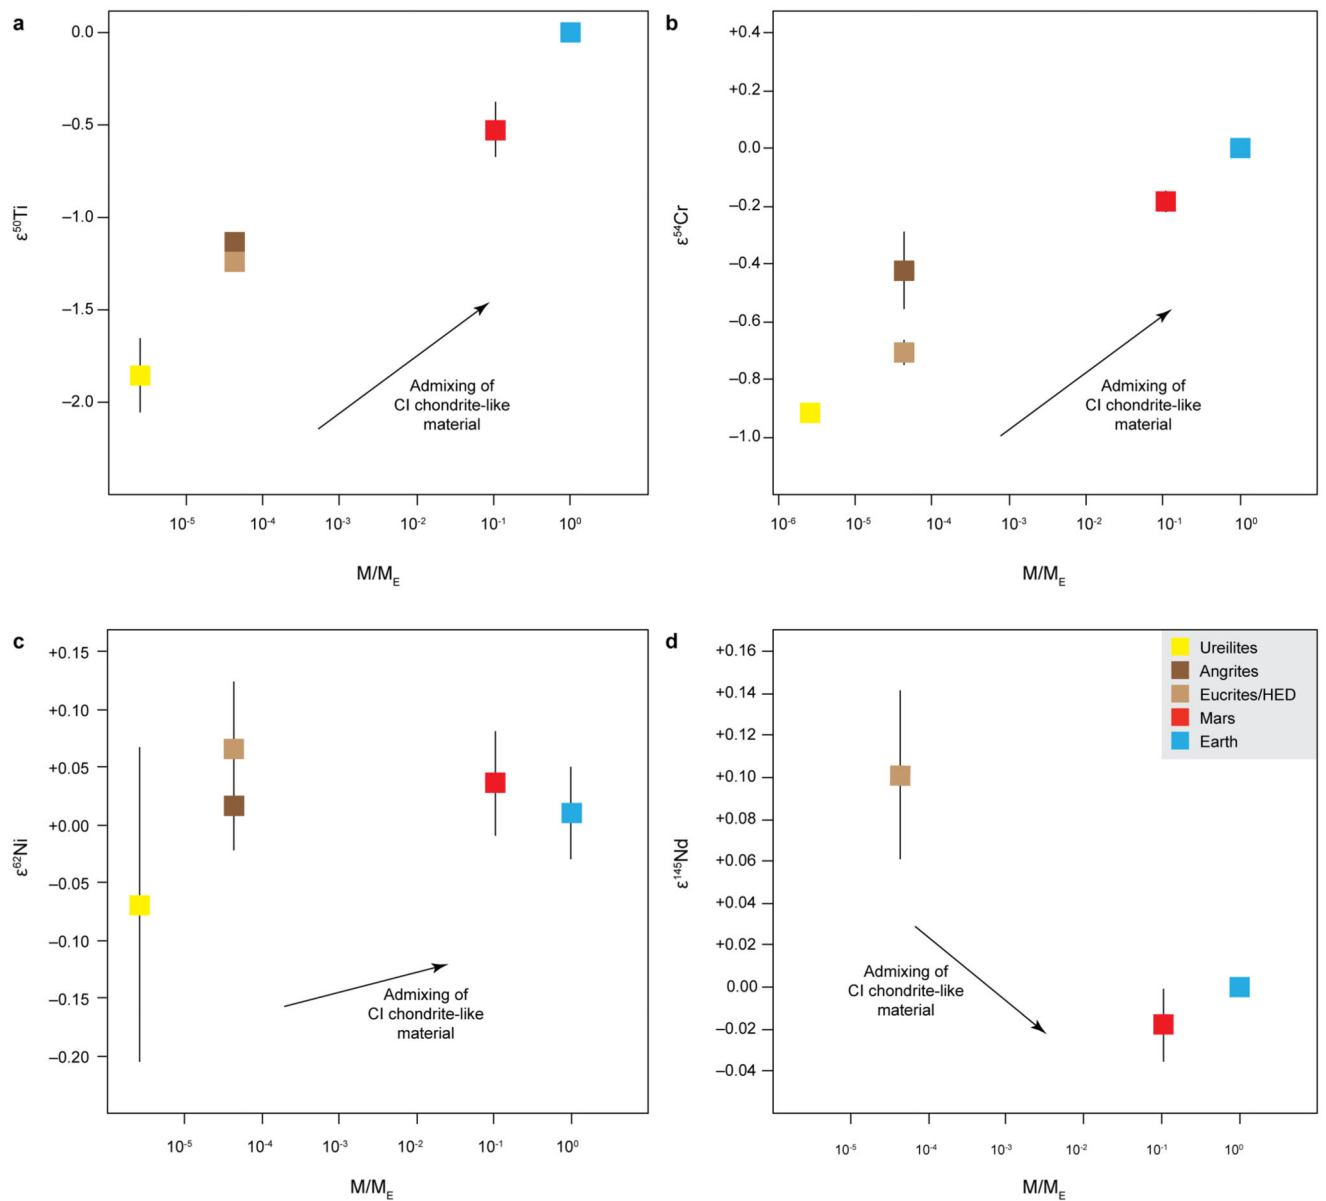 a
0.0
–0.5
–1.0
–1.5
–2.0
ε⁵⁰Ti
Admixing of
CI chondrite-like
material
10⁻⁵ 10⁻⁴ 10⁻³ 10⁻² 10⁻¹ 10⁰
M/M_E
b
+0.4
+0.2
0.0
–0.2
–0.4
–0.6
–0.8
–1.0
ε⁵⁴Cr
Admixing of
CI chondrite-like
material
10⁻⁶ 10⁻⁵ 10⁻⁴ 10⁻³ 10⁻² 10⁻¹ 10⁰
M/M_E
c
+0.15
+0.10
+0.05
+0.00
–0.05
–0.10
–0.15
–0.20
ε⁶²Ni
Admixing of
CI chondrite-like
material
10⁻⁵ 10⁻⁴ 10⁻³ 10⁻² 10⁻¹ 10⁰
M/M_E
d
+0.16
+0.14
+0.12
+0.10
+0.08
+0.06
+0.04
+0.02
0.00
–0.02
–0.04
ε¹⁴⁵Nd
Ureilites
Angrites
Eucrites/HED
Mars
Earth
Admixing of
CI chondrite-like
material
10⁻⁵ 10⁻⁴ 10⁻³ 10⁻² 10⁻¹ 10⁰
M/M_E